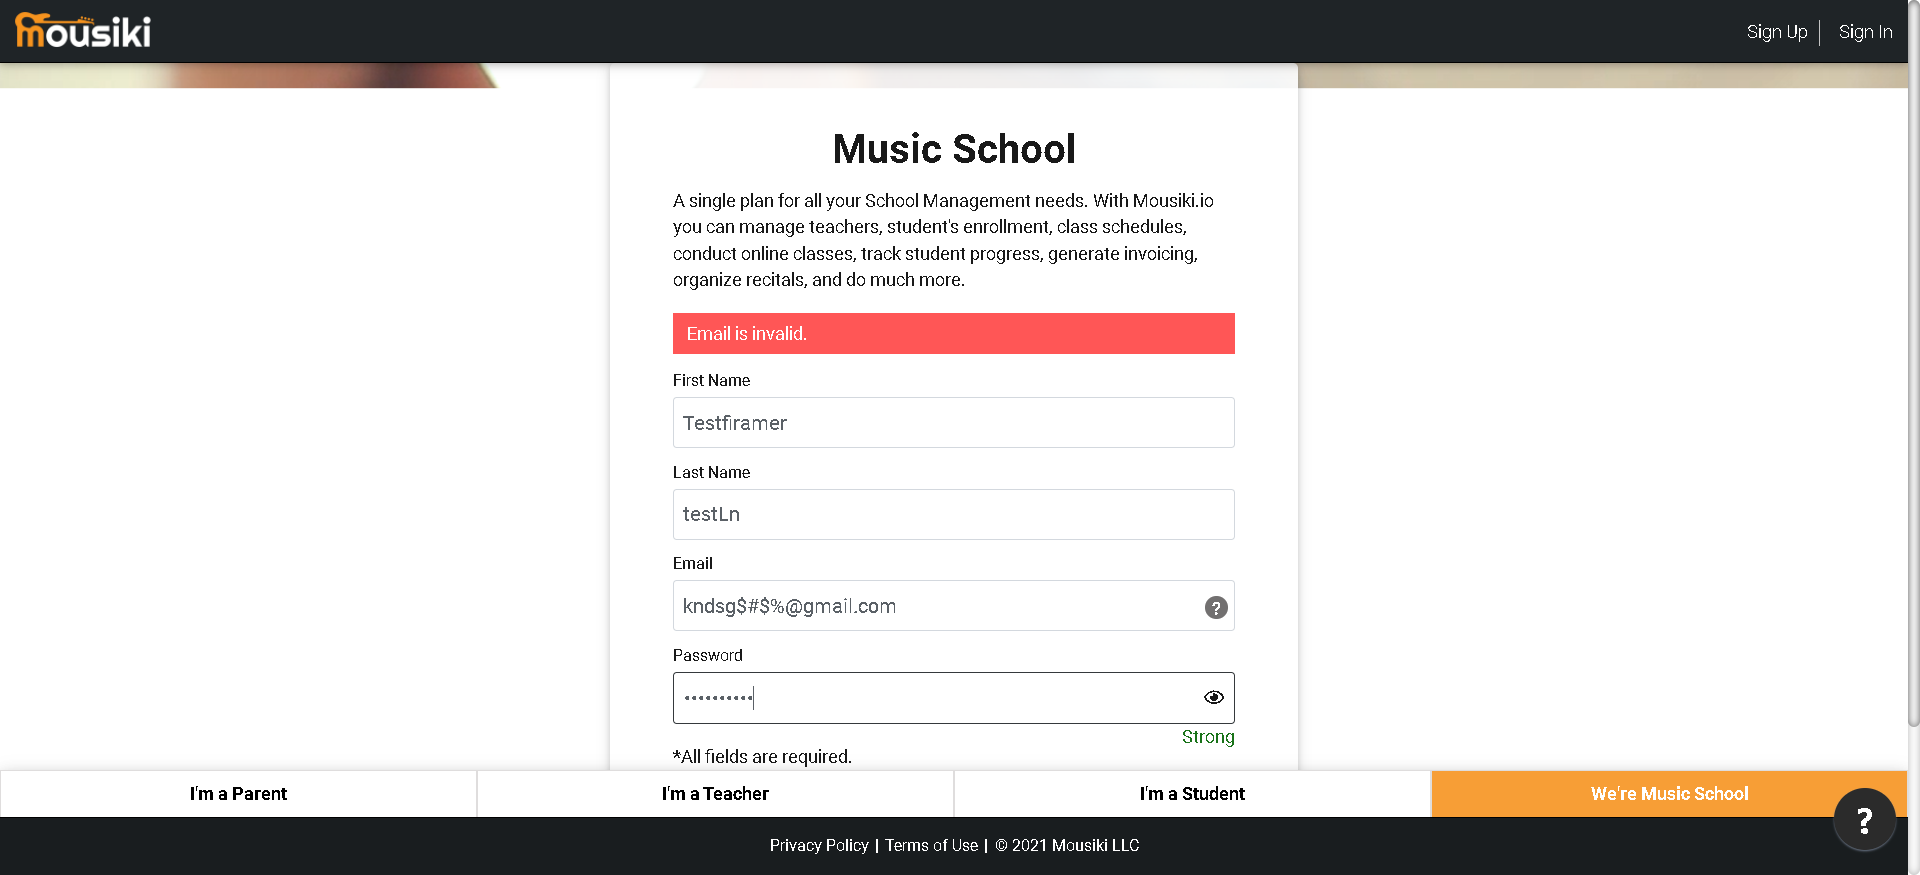 mousiki
Sign Up
Sign In
Music School
A single plan for all your School Management needs. With Mousiki.io
you can manage teachers, student's enrollment, class schedules,
conduct online classes, track student progress, generate invoicing,
organize recitals, and do much more.
Email is invalid.
First Name
Testfiramer
Last Name
testLn
Email
kndsg$#$%@gmail.com
?
Password
••••••••••
Strong
*All fields are required.
I'm a Parent
I'm a Teacher
I'm a Student
We're Music School
?
Privacy Policy | Terms of Use | © 2021 Mousiki LLC